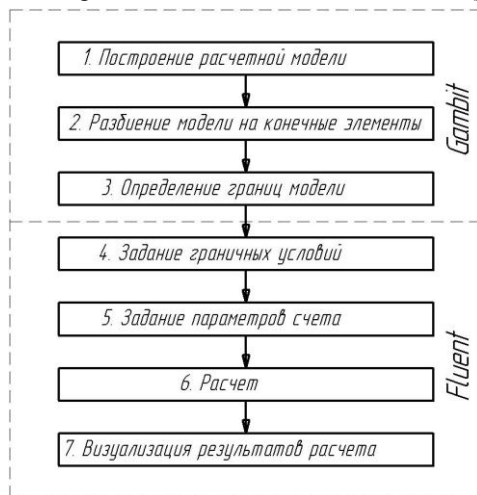 1. Построение расчетной модели
2. Разбиение модели на конечные элементы
3. Определение границ модели
Gambit
4. Задание граничных условий
5. Задание параметров счета
6. Расчет
7. Визуализация результатов расчета
Fluent